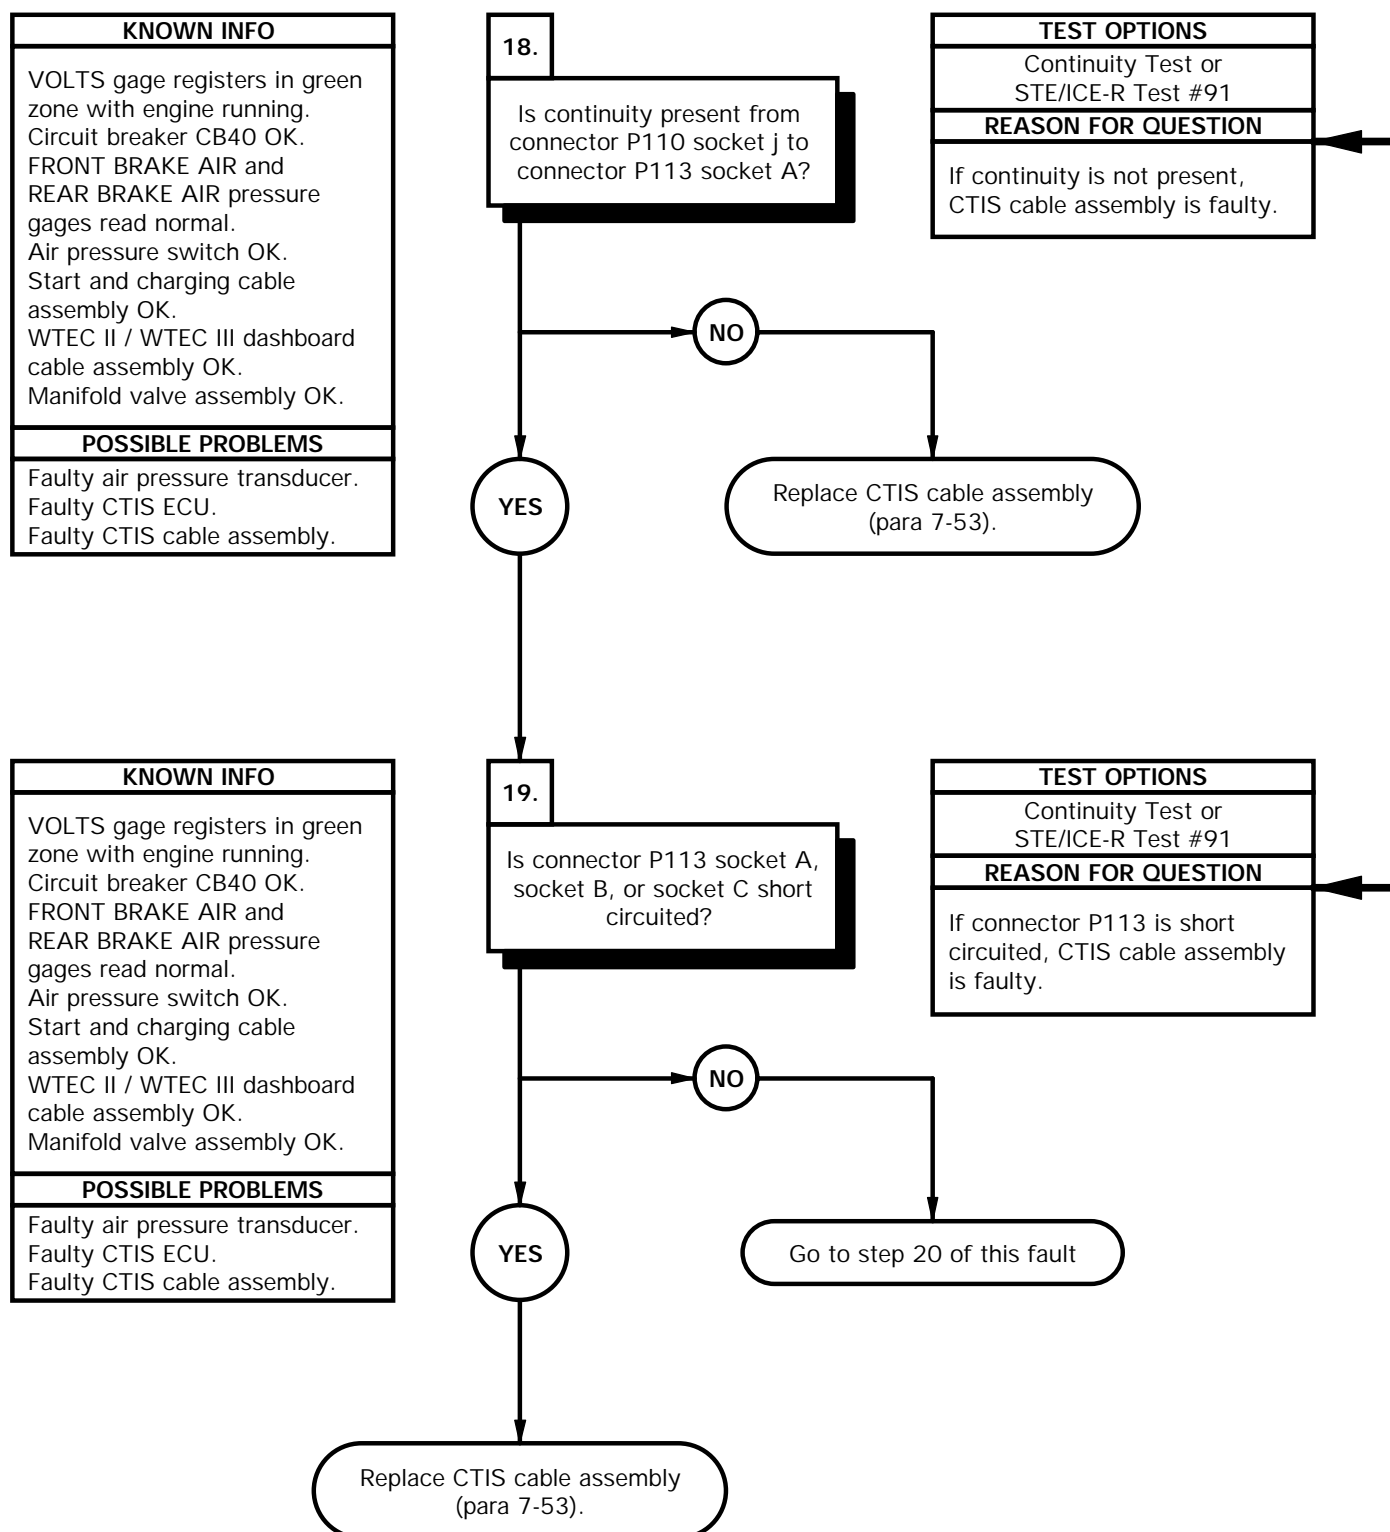 KNOWN INFO
VOLTS gage registers in green
zone with engine running.
Circuit breaker CB40 OK.
FRONT BRAKE AIR and
REAR BRAKE AIR pressure
gages read normal.
Air pressure switch OK.
Start and charging cable
assembly OK.
WTEC II / WTEC III dashboard
cable assembly OK.
Manifold valve assembly OK.
POSSIBLE PROBLEMS
Faulty air pressure transducer.
Faulty CTIS ECU.
Faulty CTIS cable assembly.
18.
Is continuity present from
connector P110 socket j to
connector P113 socket A?
TEST OPTIONS
Continuity Test or
STE/ICE-R Test #91
REASON FOR QUESTION
If continuity is not present,
CTIS cable assembly is faulty.
NO
YES
Replace CTIS cable assembly
(para 7-53).
KNOWN INFO
VOLTS gage registers in green
zone with engine running.
Circuit breaker CB40 OK.
FRONT BRAKE AIR and
REAR BRAKE AIR pressure
gages read normal.
Air pressure switch OK.
Start and charging cable
assembly OK.
WTEC II / WTEC III dashboard
cable assembly OK.
Manifold valve assembly OK.
POSSIBLE PROBLEMS
Faulty air pressure transducer.
Faulty CTIS ECU.
Faulty CTIS cable assembly.
19.
Is connector P113 socket A,
socket B, or socket C short
circuited?
TEST OPTIONS
Continuity Test or
STE/ICE-R Test #91
REASON FOR QUESTION
If connector P113 is short
circuited, CTIS cable assembly
is faulty.
NO
YES
Go to step 20 of this fault
Replace CTIS cable assembly
(para 7-53).